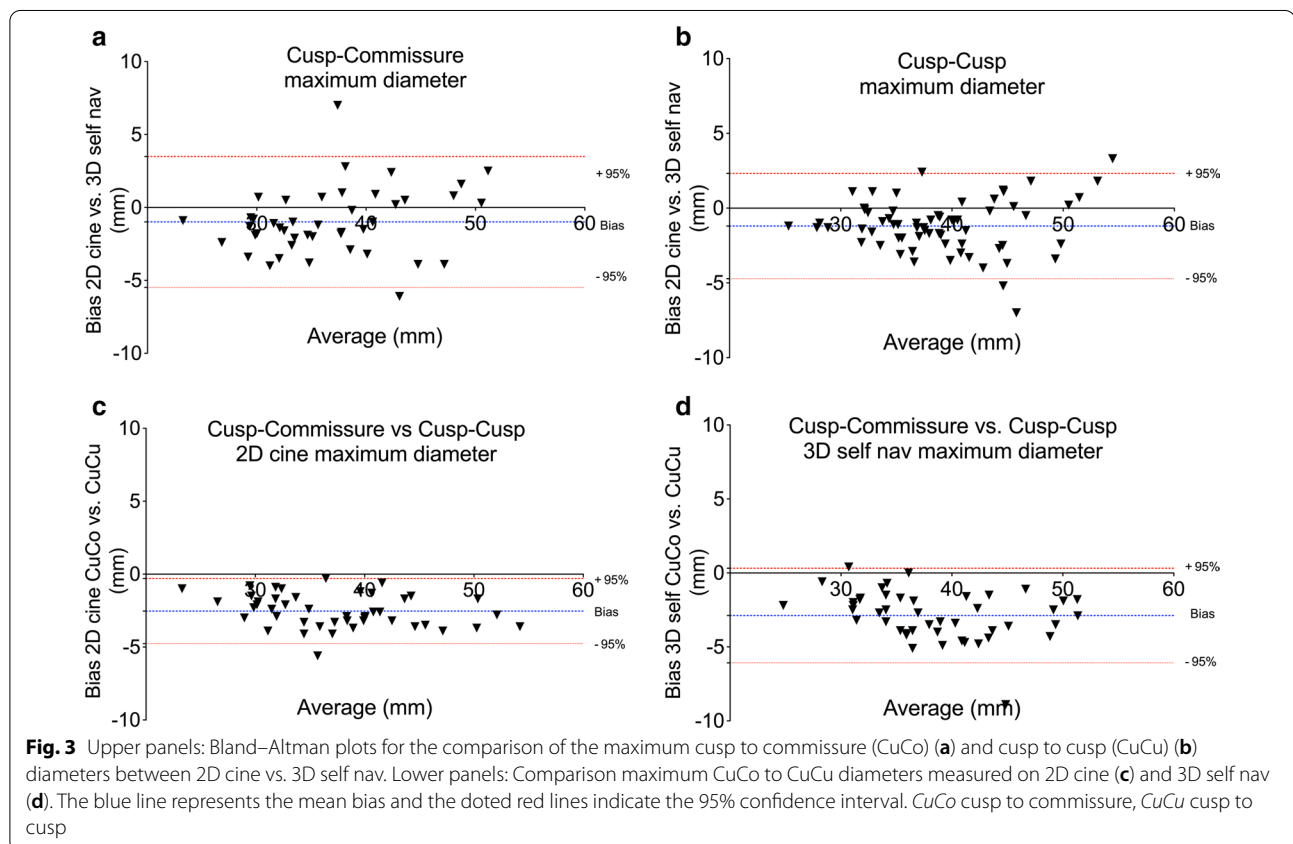 a
Cusp-Commissure
maximum diameter
Bias 2D cine vs. 3D self nav
(mm)
10
5
0
-5
-10
30
40
50
60
+ 95%
Bias
- 95%
Average (mm)
b
Cusp-Cusp
maximum diameter
Bias 2D cine vs. 3D self nav
(mm)
10
5
0
-5
-10
30
40
50
60
+ 95%
Bias
- 95%
Average (mm)
c
Cusp-Commissure vs Cusp-Cusp
2D cine maximum diameter
Bias 2D cine CuCo vs. CuCu
(mm)
10
5
0
-5
-10
30
40
50
60
+ 95%
Bias
- 95%
Average (mm)
d
Cusp-Commissure vs. Cusp-Cusp
3D self nav maximum diameter
Bias 3D self CuCo vs. CuCu
(mm)
10
5
0
-5
-10
30
40
50
60
+ 95%
Bias
- 95%
Average (mm)
Fig. 3 Upper panels: Bland–Altman plots for the comparison of the maximum cusp to commissure (CuCo) (a) and cusp to cusp (CuCu) (b)
diameters between 2D cine vs. 3D self nav. Lower panels: Comparison maximum CuCo to CuCu diameters measured on 2D cine (c) and 3D self nav
(d). The blue line represents the mean bias and the doted red lines indicate the 95% confidence interval. CuCo cusp to commissure, CuCu cusp to
cusp